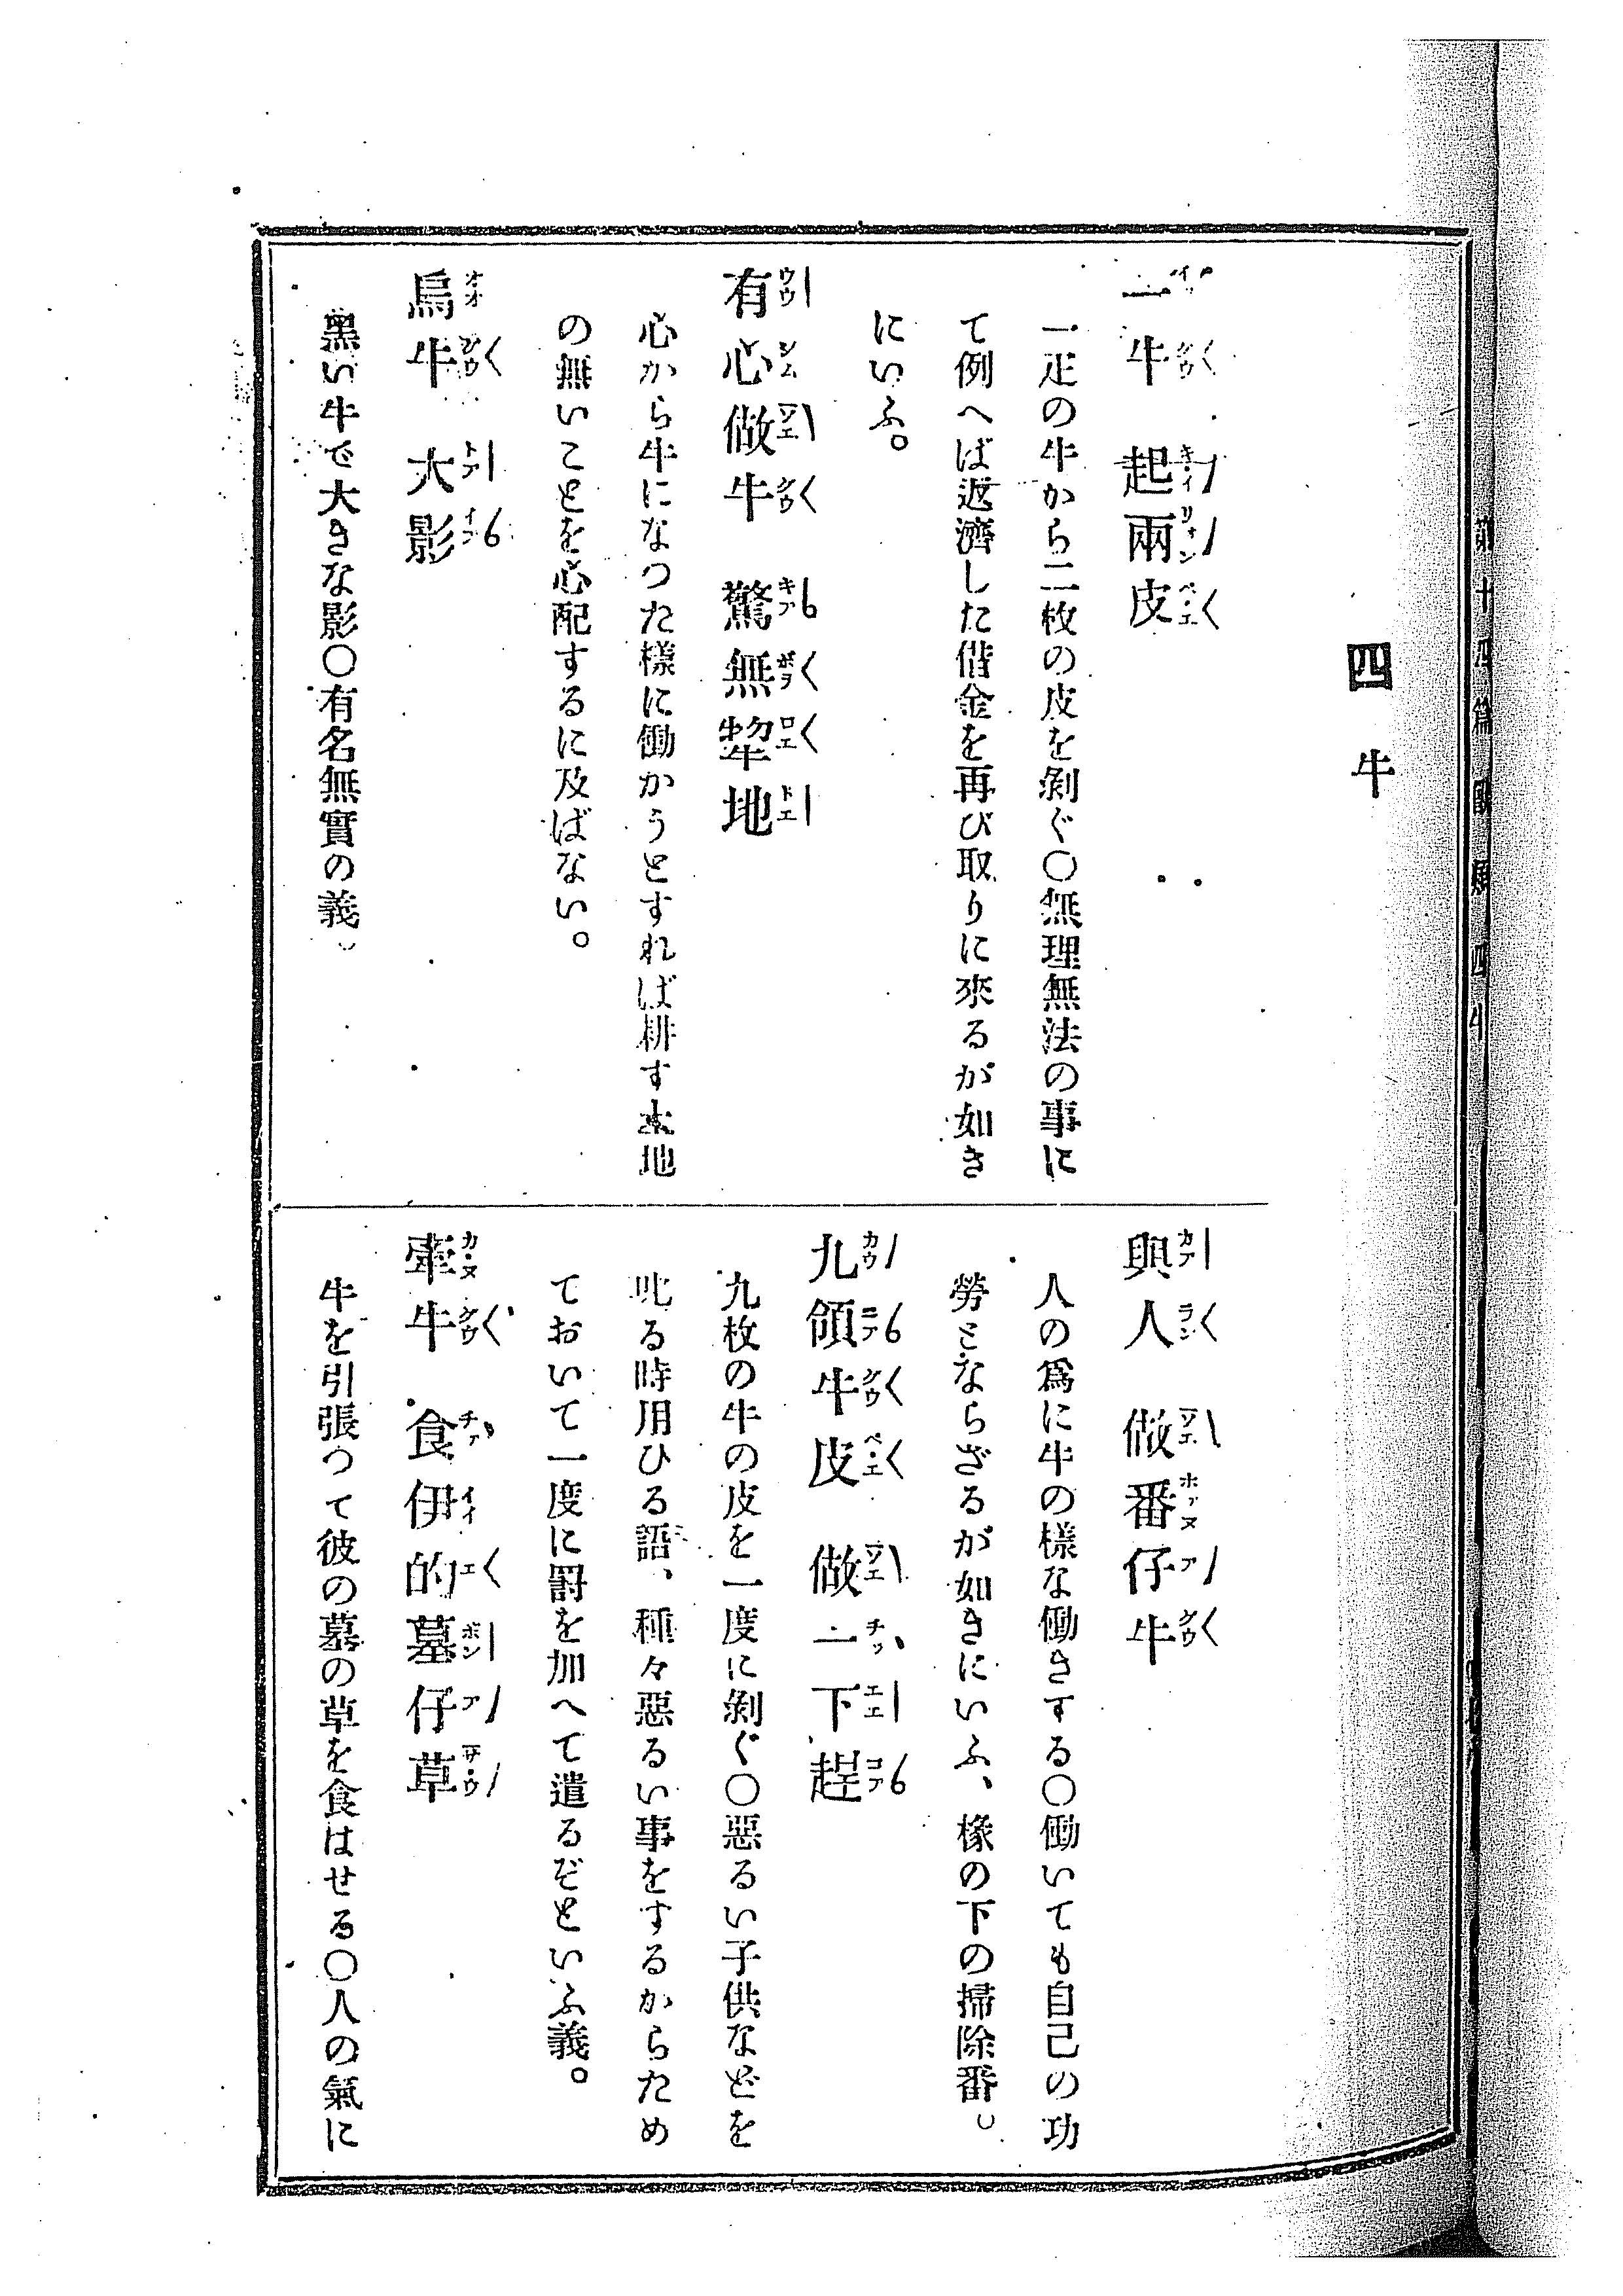 第十四篇 獸類 四牛
四 牛
一牛 起兩皮
一疋の牛から二枚の皮を剝ぐ〇無理無法の事に
て例へば返濟した借金を再び取りに來るが如き
にいふ。
有心做牛 驚無犂地
心から牛になつた樣に働かうとすれば耕す土地
の無いことを心配するに及ばない。
烏牛 大影
黑い牛で大きな影〇有名無實の義。
與人 做番仔牛
人の爲に牛の樣な働きする〇働いても自己の功
勞とならざるが如きにいふ、椽の下の掃除番。
九領牛皮 做一下趕
九枚の牛の皮を一度に剝ぐ〇惡るい子供などを
叱る時用ひる語、種々惡るい事をするからため
ておいて一度に罰を加へて遣るぞといふ義。
牽牛 食伊的墓仔草
牛を引張つて彼の墓の草を食はせる〇人の氣に